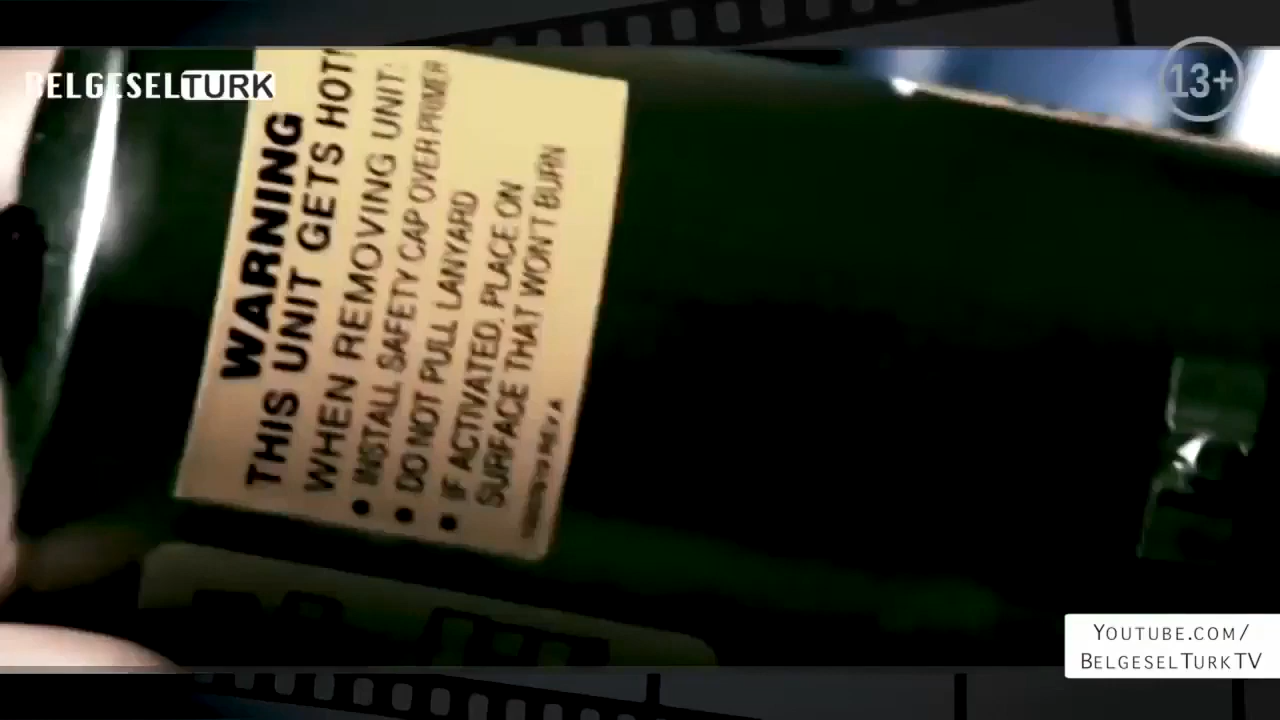 BELGESELTURK
13+
WARNING
THIS UNIT GETS HOT!
WHEN REMOVING UNIT:
• INSTALL SAFETY CAP OVER PRIMER
• DO NOT PULL LANYARD
• IF ACTIVATED, PLACE ON
SURFACE THAT WON'T BURN
REV A
YOUTUBE.COM/
BELGESELTURKTV